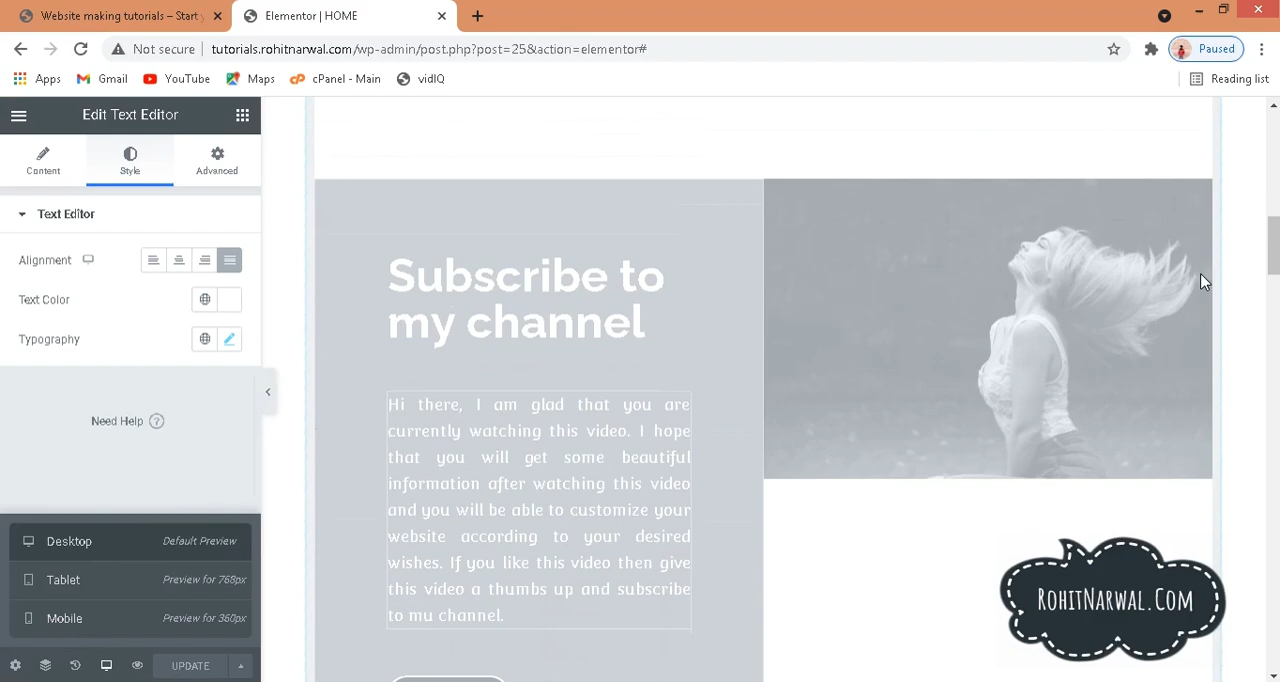 Website making tutorials – Start y
Elementor | HOME
Not secure | tutorials.rohitnarwal.com/wp-admin/post.php?post=25&action=elementor#
Paused
Apps Gmail YouTube Maps cPanel - Main vidIQ Reading list
Edit Text Editor
Content Style Advanced
Text Editor
Alignment
Text Color
Typography
Need Help ?
Desktop Default Preview
Tablet Preview for 768px
Mobile Preview for 360px
UPDATE
Subscribe to
my channel
Hi there, I am glad that you are
currently watching this video. I hope
that you will get some beautiful
information after watching this video
and you will be able to customize your
website according to your desired
wishes. If you like this video then give
this video a thumbs up and subscribe
to mu channel.
RohitNarwal.Com